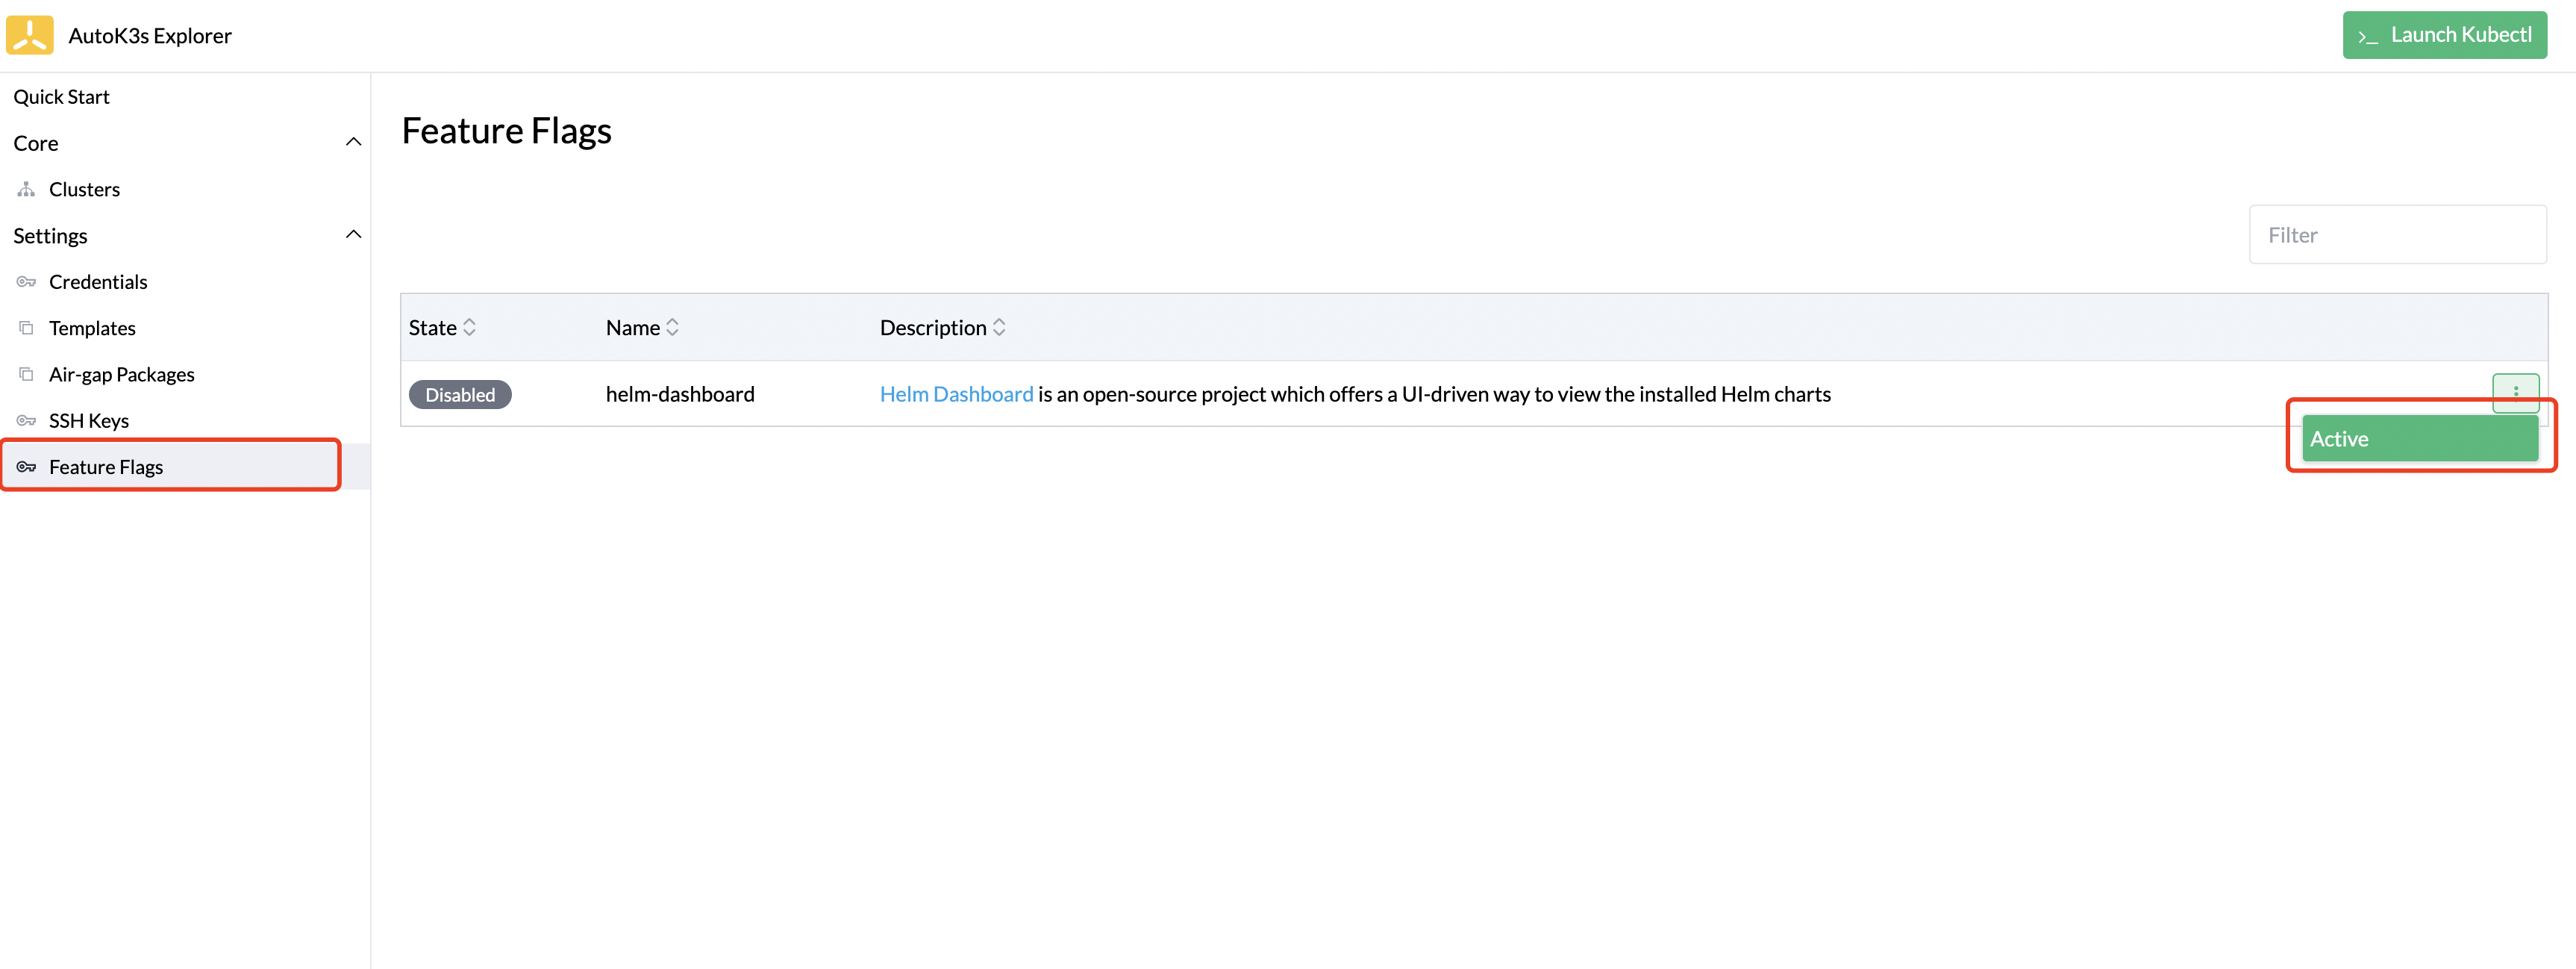 AutoK3s Explorer
>_ Launch Kubectl
Quick Start
Core
Clusters
Settings
Credentials
Templates
Air-gap Packages
SSH Keys
Feature Flags
Feature Flags
Filter
State Name Description
Disabled helm-dashboard Helm Dashboard is an open-source project which offers a UI-driven way to view the installed Helm charts
Active